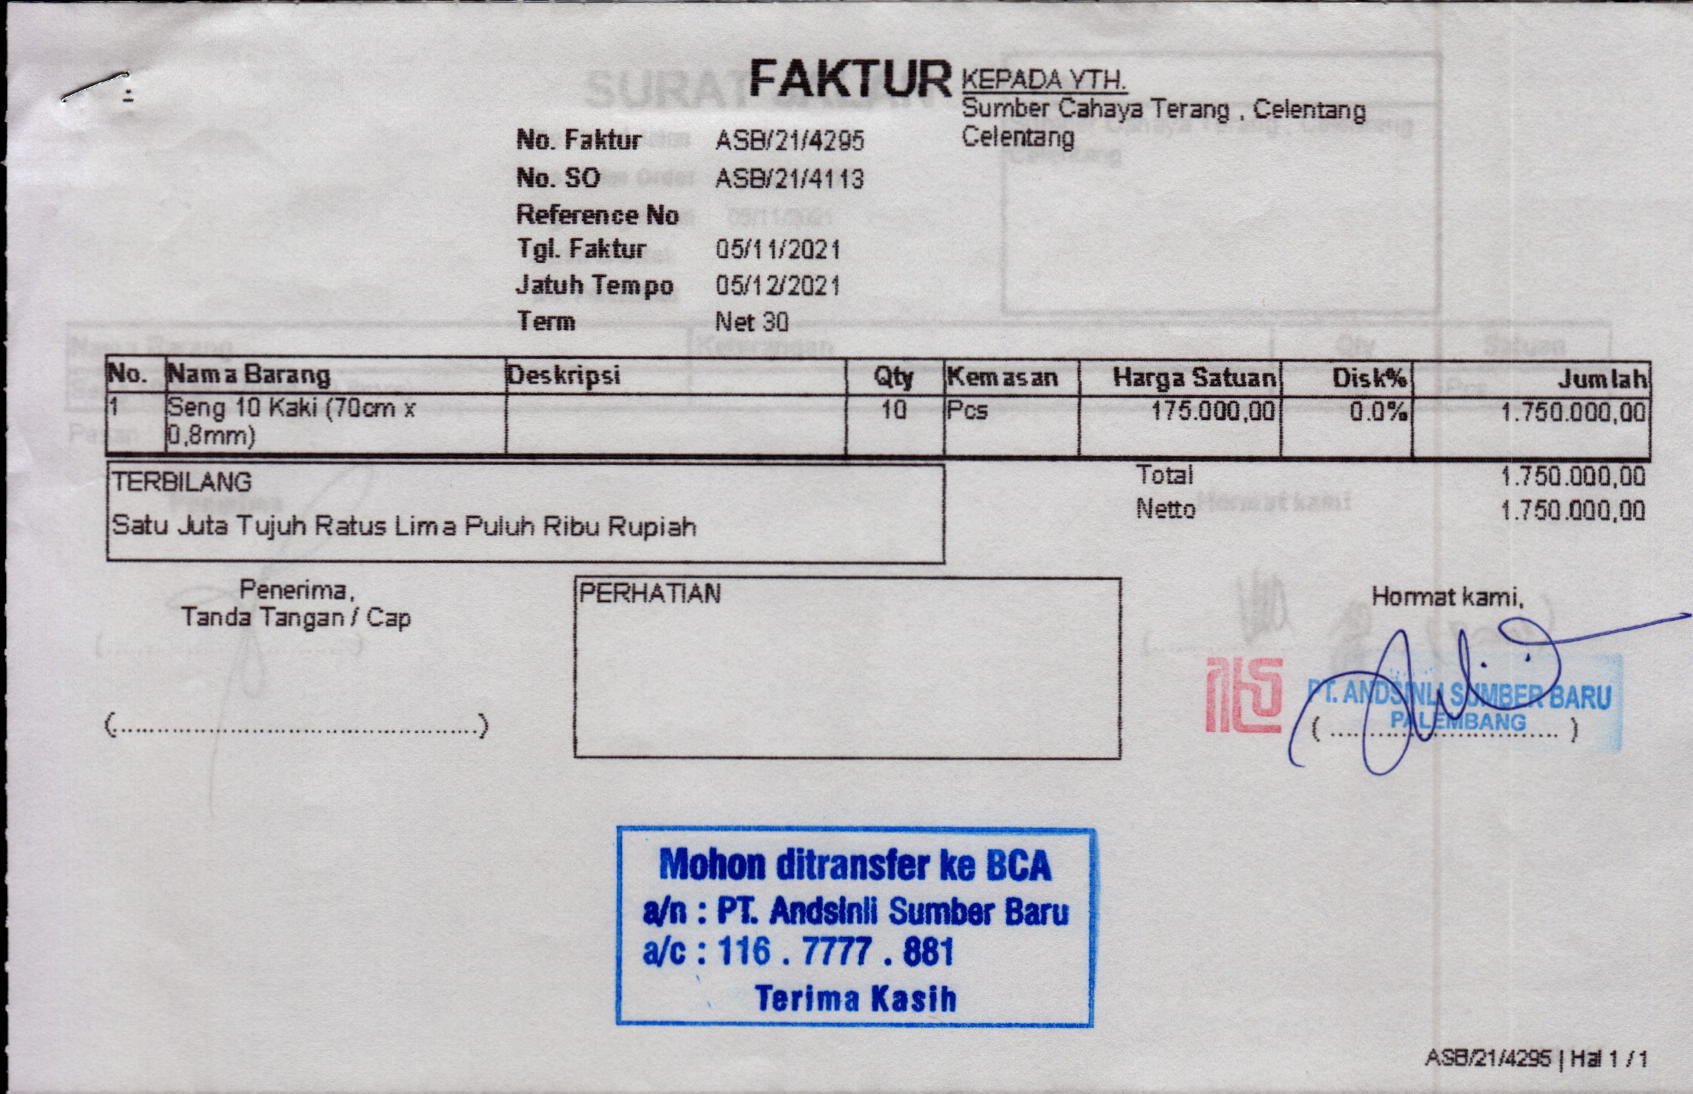 FAKTUR
KEPADA YTH.
Sumber Cahaya Terang , Celentang
Celentang
No. Faktur ASB/21/4295
No. SO ASB/21/4113
Reference No
Tgl. Faktur 05/11/2021
Jatuh Tempo 05/12/2021
Term Net 30
No. Nama Barang Deskripsi Qty Kemasan Harga Satuan Disk% Jumlah
1 Seng 10 Kaki (70cm x 10 Pcs 175.000,00 0.0% 1.750.000,00
0,8mm)
TERBILANG
Satu Juta Tujuh Ratus Lima Puluh Ribu Rupiah
Total 1.750.000,00
Netto 1.750.000,00
Penerima,
Tanda Tangan / Cap
(................................................)
PERHATIAN
Hormat kami,
PT. ANDSINLI SUMBER BARU
PALEMBANG
(..............................)
Mohon ditransfer ke BCA
a/n : PT. Andsinli Sumber Baru
a/c : 116 . 7777 . 881
Terima Kasih
ASB/21/4295 | Hal 1 / 1